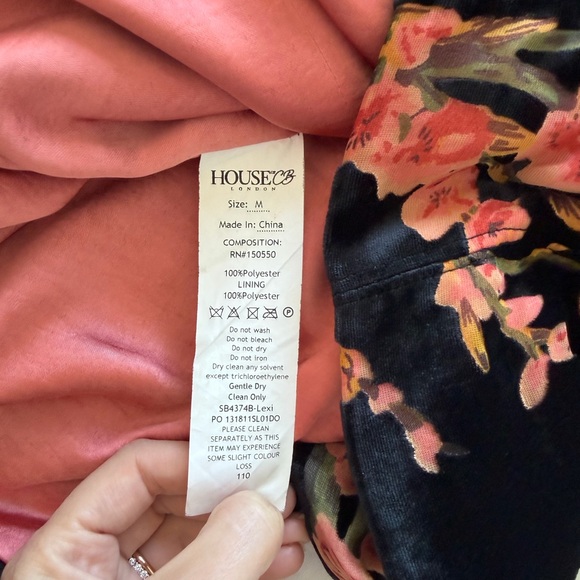 HOUSE OF CB
LONDON
Size: M
Made In: China
COMPOSITION:
RN#150550
100%Polyester
LINING
100%Polyester
P
Do not wash
Do not bleach
Do not dry
Do not iron
Dry clean any solvent
except trichloroethylene
Gentle Dry
Clean Only
SB4374B-Lexi
PO 131811SL01DO
PLEASE CLEAN
SEPARATELY AS THIS
ITEM MAY EXPERIENCE
SOME SLIGHT COLOUR
LOSS
110